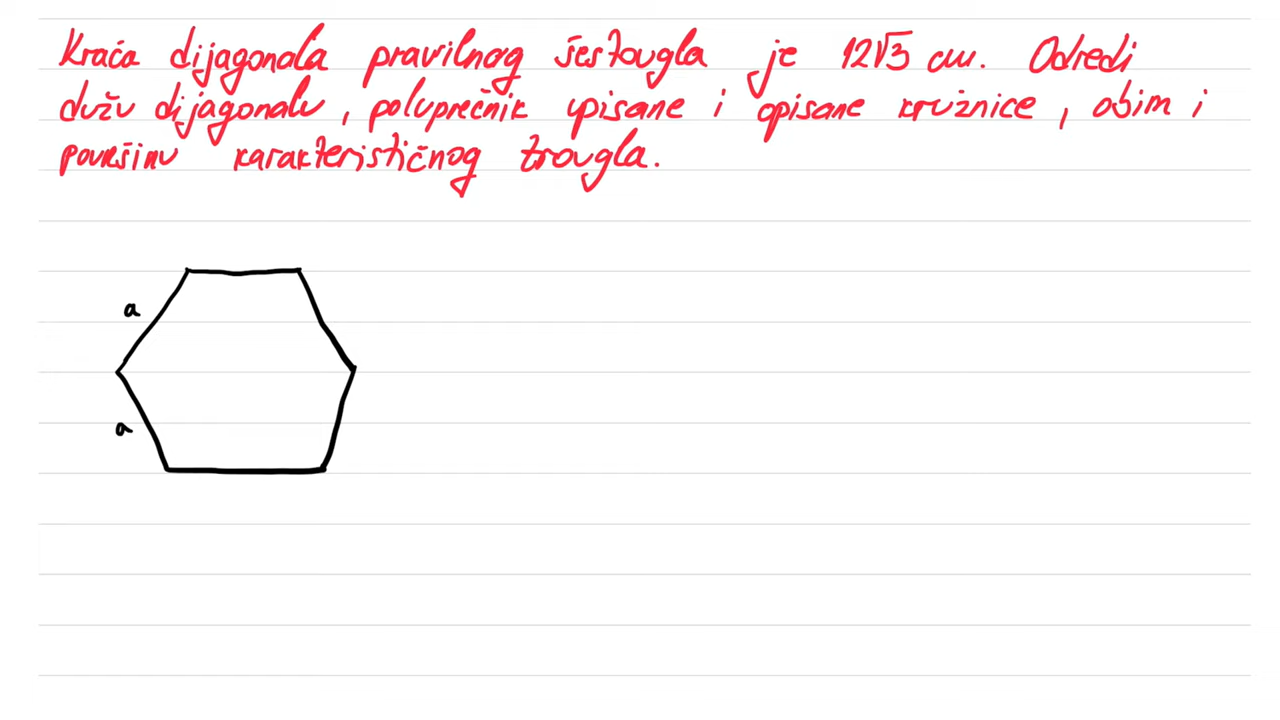 Kraća dijagonala pravilnog šestougla je 12√3 cm. Odredi
dužu dijagonalu, poluprečnik upisane i opisane kružnice, obim i
površinu karakterističnog trougla.
a
a